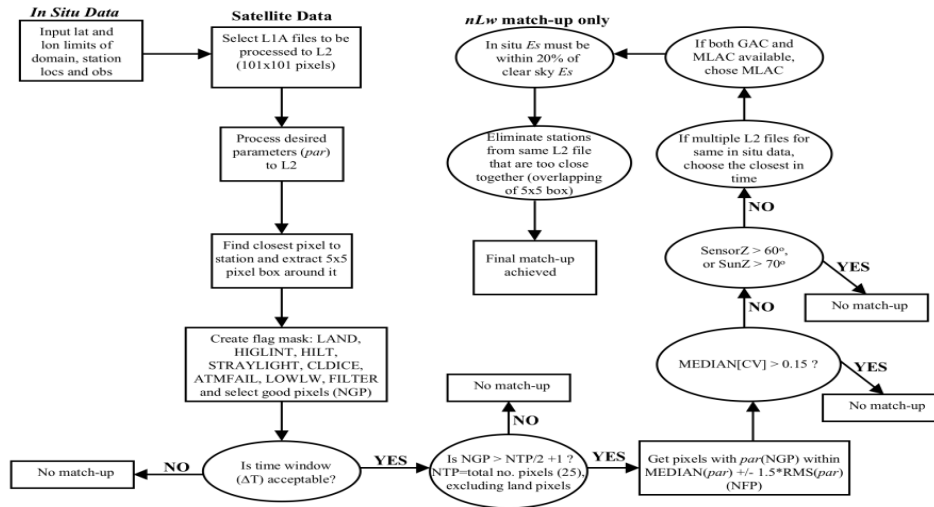 In Situ Data
Input lat and
lon limits of
domain, station
locs and obs
Satellite Data
Select L1A files to be
processed to L2
(101x101 pixels)
Process desired
parameters (par)
to L2
Find closest pixel to
station and extract 5x5
pixel box around it
Create flag mask: LAND,
HIGLINT, HILT,
STRAYLIGHT, CLDICE,
ATMFAIL, LOWLW, FILTER
and select good pixels (NGP)
Is time window
(ΔT) acceptable?
NO
No match-up
YES
Is NGP > NTP/2 +1 ?
NTP=total no. pixels (25),
excluding land pixels
NO
No match-up
YES
Get pixels with par(NGP) within
MEDIAN(par) +/- 1.5*RMS(par)
(NFP)
MEDIAN[CV] > 0.15 ?
YES
No match-up
NO
SensorZ > 60°,
or SunZ > 70°
YES
No match-up
NO
If multiple L2 files for
same in situ data,
choose the closest in
time
If both GAC and
MLAC available,
chose MLAC
nLw match-up only
In situ Es must be
within 20% of
clear sky Es
Eliminate stations
from same L2 file
that are too close
together (overlapping
of 5x5 box)
Final match-up
achieved